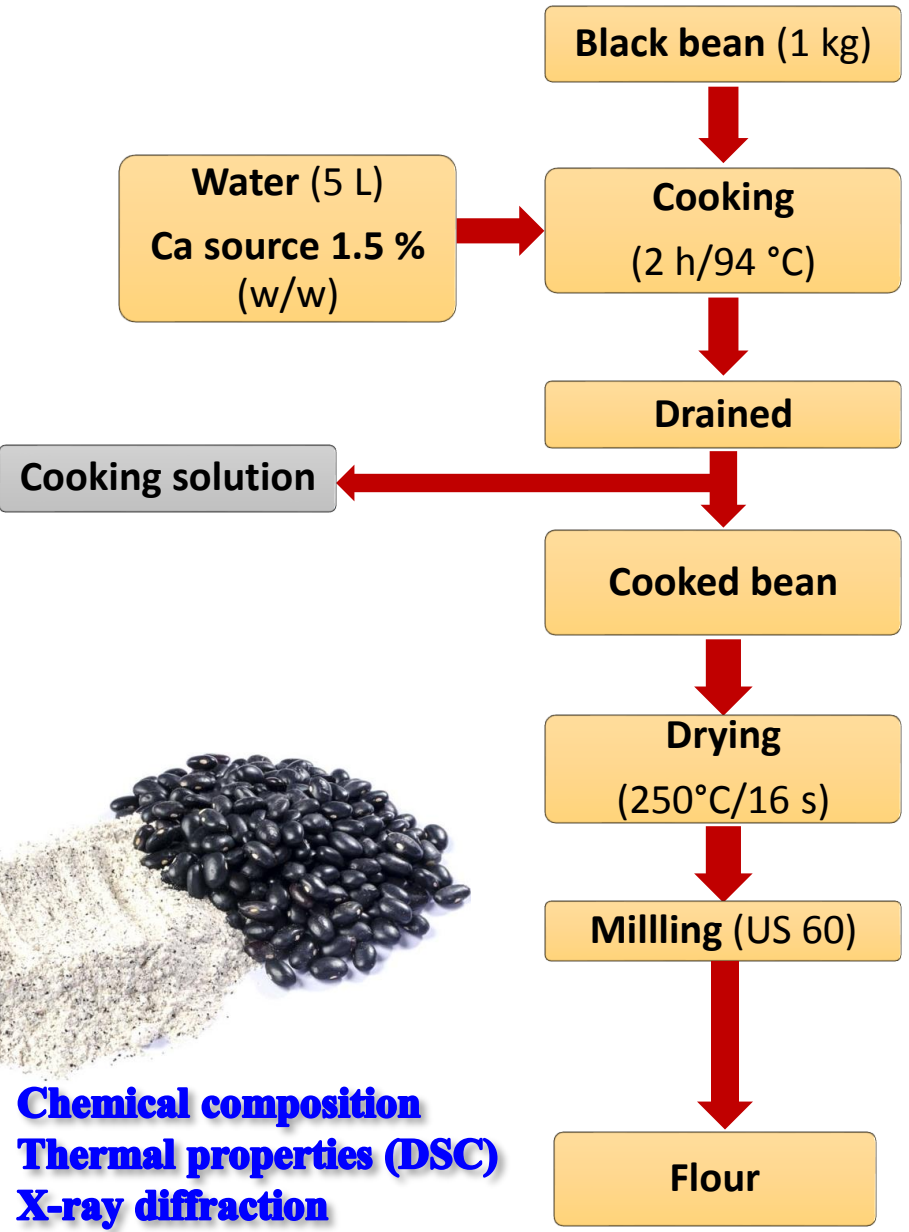 Black bean (1 kg)
Water (5 L)
Ca source 1.5 %
(w/w)
Cooking
(2 h/94 °C)
Drained
Cooking solution
Cooked bean
Drying
(250°C/16 s)
Millling (US 60)
Flour
Chemical composition
Thermal properties (DSC)
X-ray diffraction